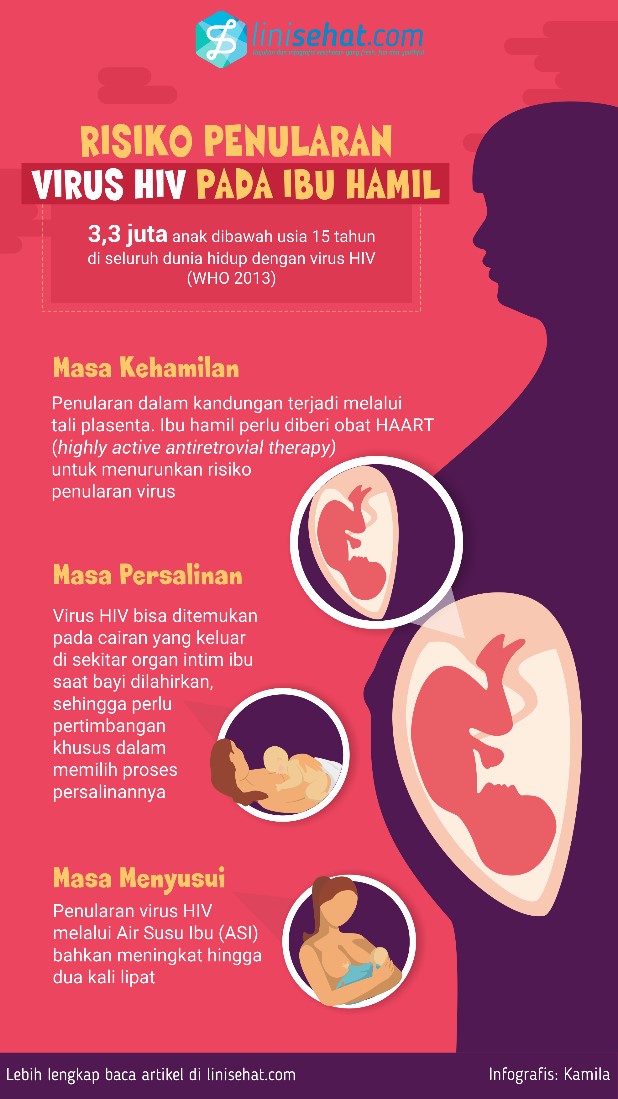 linisehat.com
RISIKO PENULARAN
VIRUS HIV PADA IBU HAMIL
3,3 juta anak dibawah usia 15 tahun
di seluruh dunia hidup dengan virus HIV
(WHO 2013)
Masa Kehamilan
Penularan dalam kandungan terjadi melalui
tali plasenta. Ibu hamil perlu diberi obat HAART
(highly active antiretrovial therapy)
untuk menurunkan risiko
penularan virus
Masa Persalinan
Virus HIV bisa ditemukan
pada cairan yang keluar
di sekitar organ intim ibu
saat bayi dilahirkan,
sehingga perlu
pertimbangan
khusus dalam
memilih proses
persalinannya
Masa Menyusui
Penularan virus HIV
melalui Air Susu Ibu (ASI)
bahkan meningkat hingga
dua kali lipat
Lebih lengkap baca artikel di linisehat.com
Infografis: Kamila